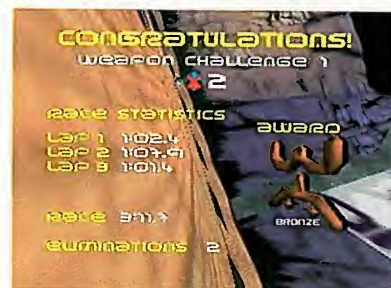 CONGRATULATIONS!
WEAPON CHALLENGE 1
2
RACE STATISTICS
AWARD
LAP 1 1:02.4
LAP 2 1:07.9
LAP 3 1:01.4
RACE 3:11.7
BRONZE
ELIMINATIONS 2